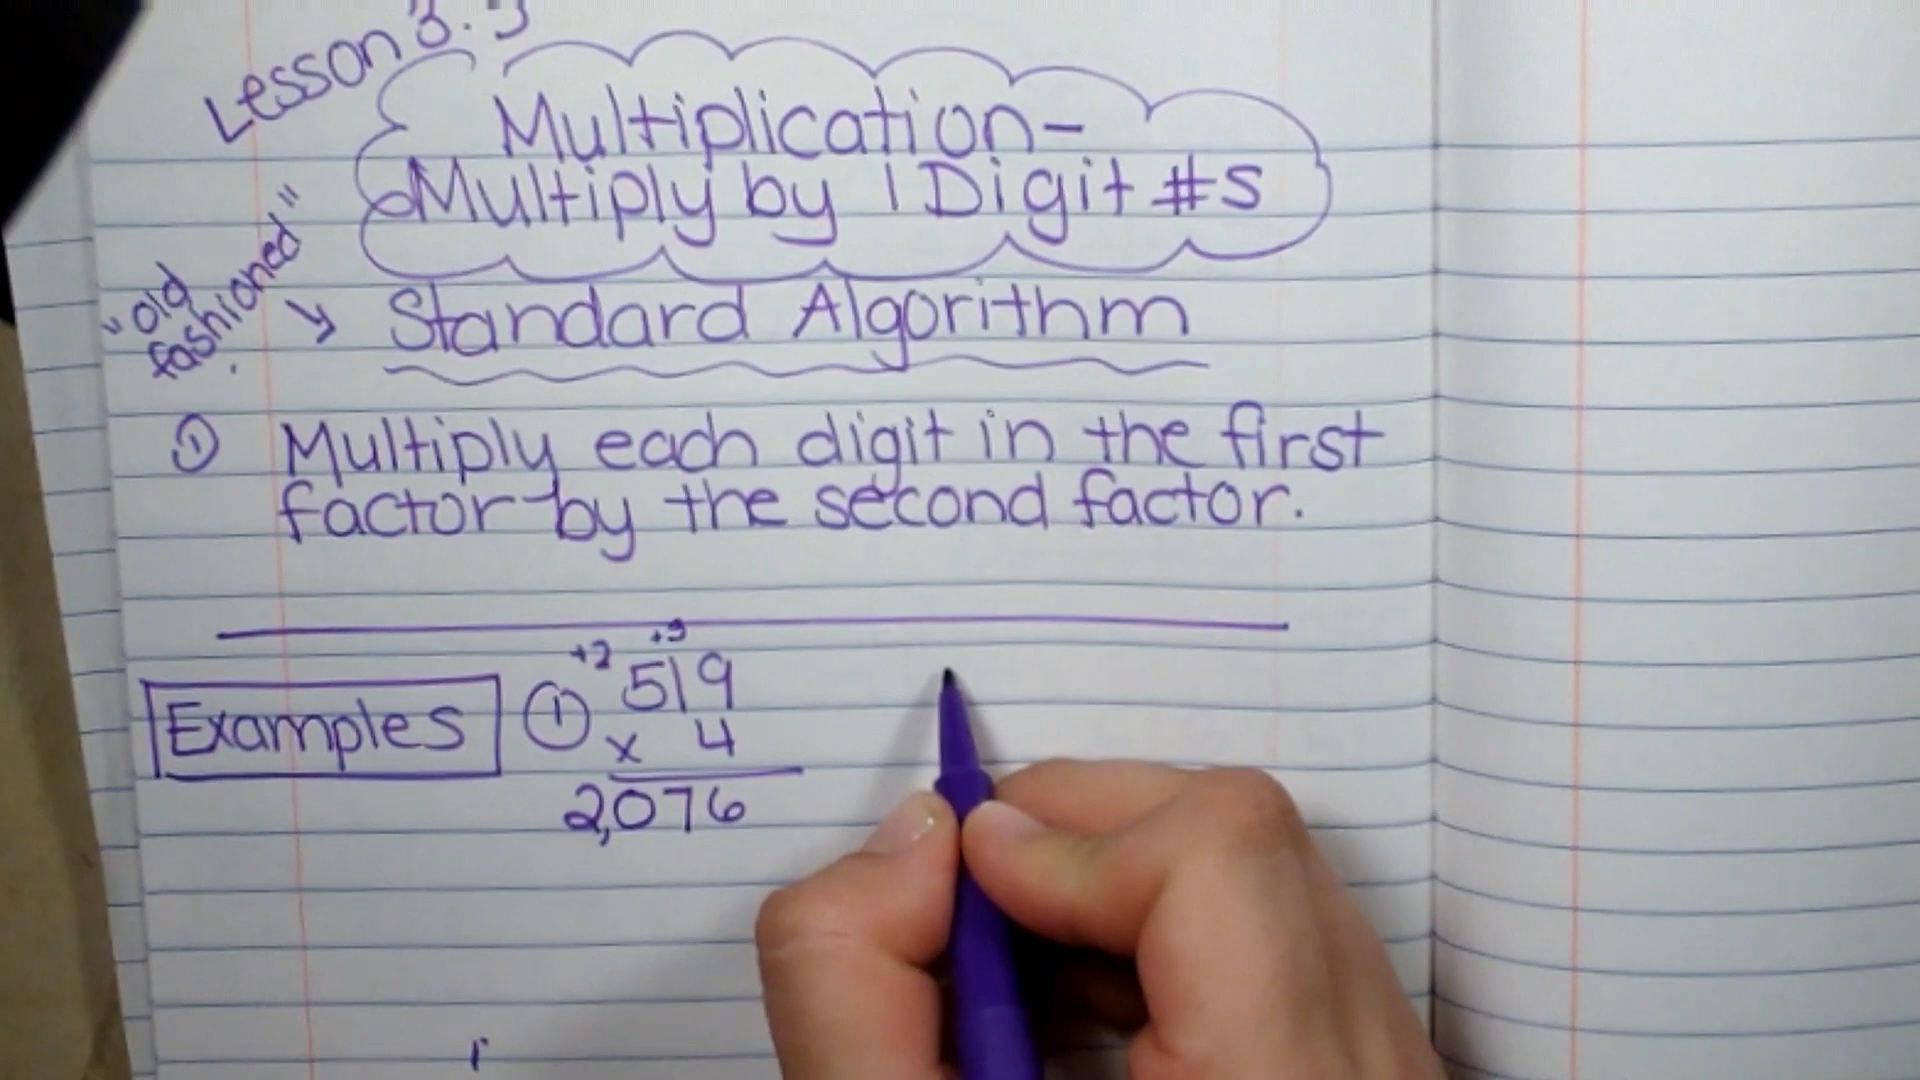 Lesson 3.5
Multiplication-
Multiply by 1 Digit #s
"old
fashioned"
Standard Algorithm
① Multiply each digit in the first
factor by the second factor.
+2 +3
Examples ① 519
x 4
2,076